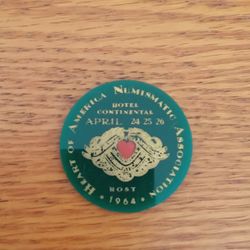 HEART OF AMERICA NUMISMATIC ASSOCIATION
HOTEL
CONTINENTAL
APRIL 24 25 26
HOST
• 1964 •